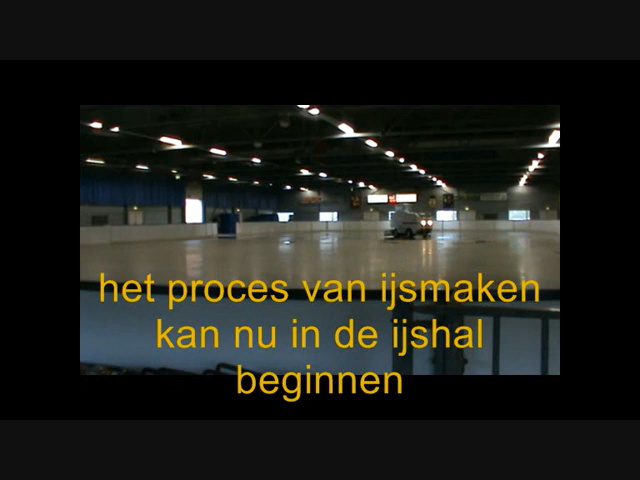 het proces van ijsmaken
kan nu in de ijshal
beginnen